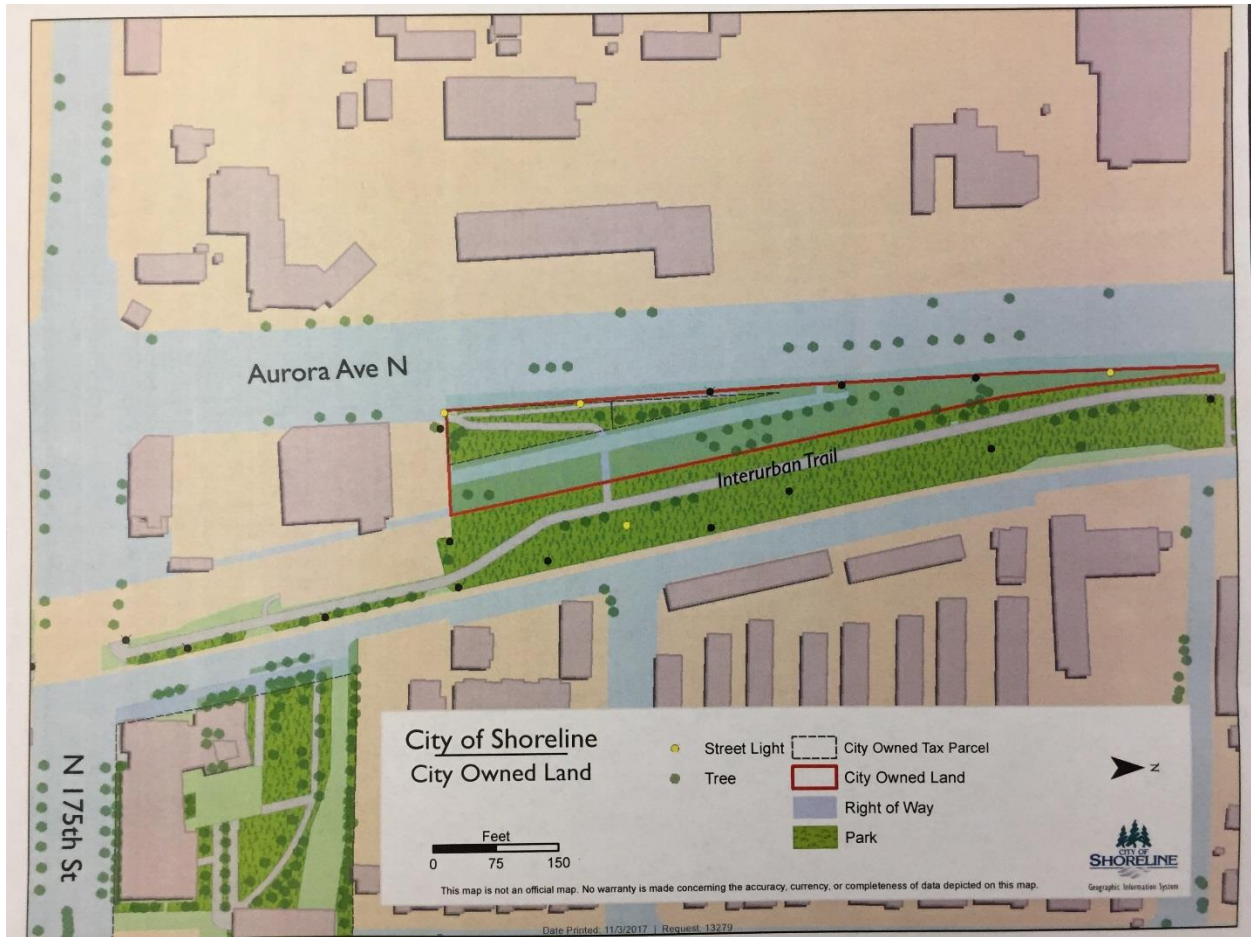 Aurora Ave N
Interurban Trail
N 175th St
City of Shoreline
City Owned Land
Feet
0 75 150
Street Light
Tree
City Owned Tax Parcel
City Owned Land
Right of Way
Park
N
CITY OF
SHORELINE
Geographic Information System
This map is not an official map. No warranty is made concerning the accuracy, currency, or completeness of data depicted on this map.
Date Printed: 11/3/2017 | Request: 13279